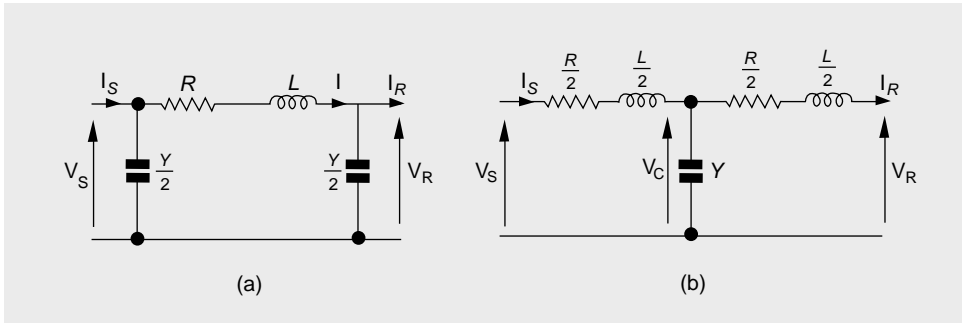 I_S R L I I_R
V_S Y/2 Y/2 V_R
(a)
R/2 L/2 R/2 L/2
I_S I_R
V_S V_C Y V_R
(b)